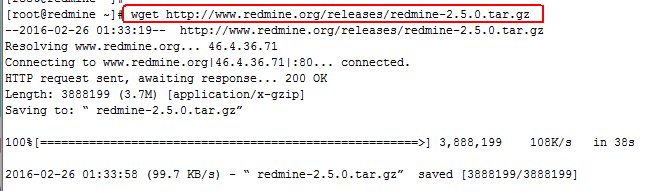 [root@redmine ~]# wget http://www.redmine.org/releases/redmine-2.5.0.tar.gz
--2016-02-26 01:33:19-- http://www.redmine.org/releases/redmine-2.5.0.tar.gz
Resolving www.redmine.org... 46.4.36.71
Connecting to www.redmine.org|46.4.36.71|:80... connected.
HTTP request sent, awaiting response... 200 OK
Length: 3888199 (3.7M) [application/x-gzip]
Saving to: “ redmine-2.5.0.tar.gz”
100%[================================================>] 3,888,199 108K/s in 38s
2016-02-26 01:33:58 (99.7 KB/s) - “ redmine-2.5.0.tar.gz” saved [3888199/3888199]